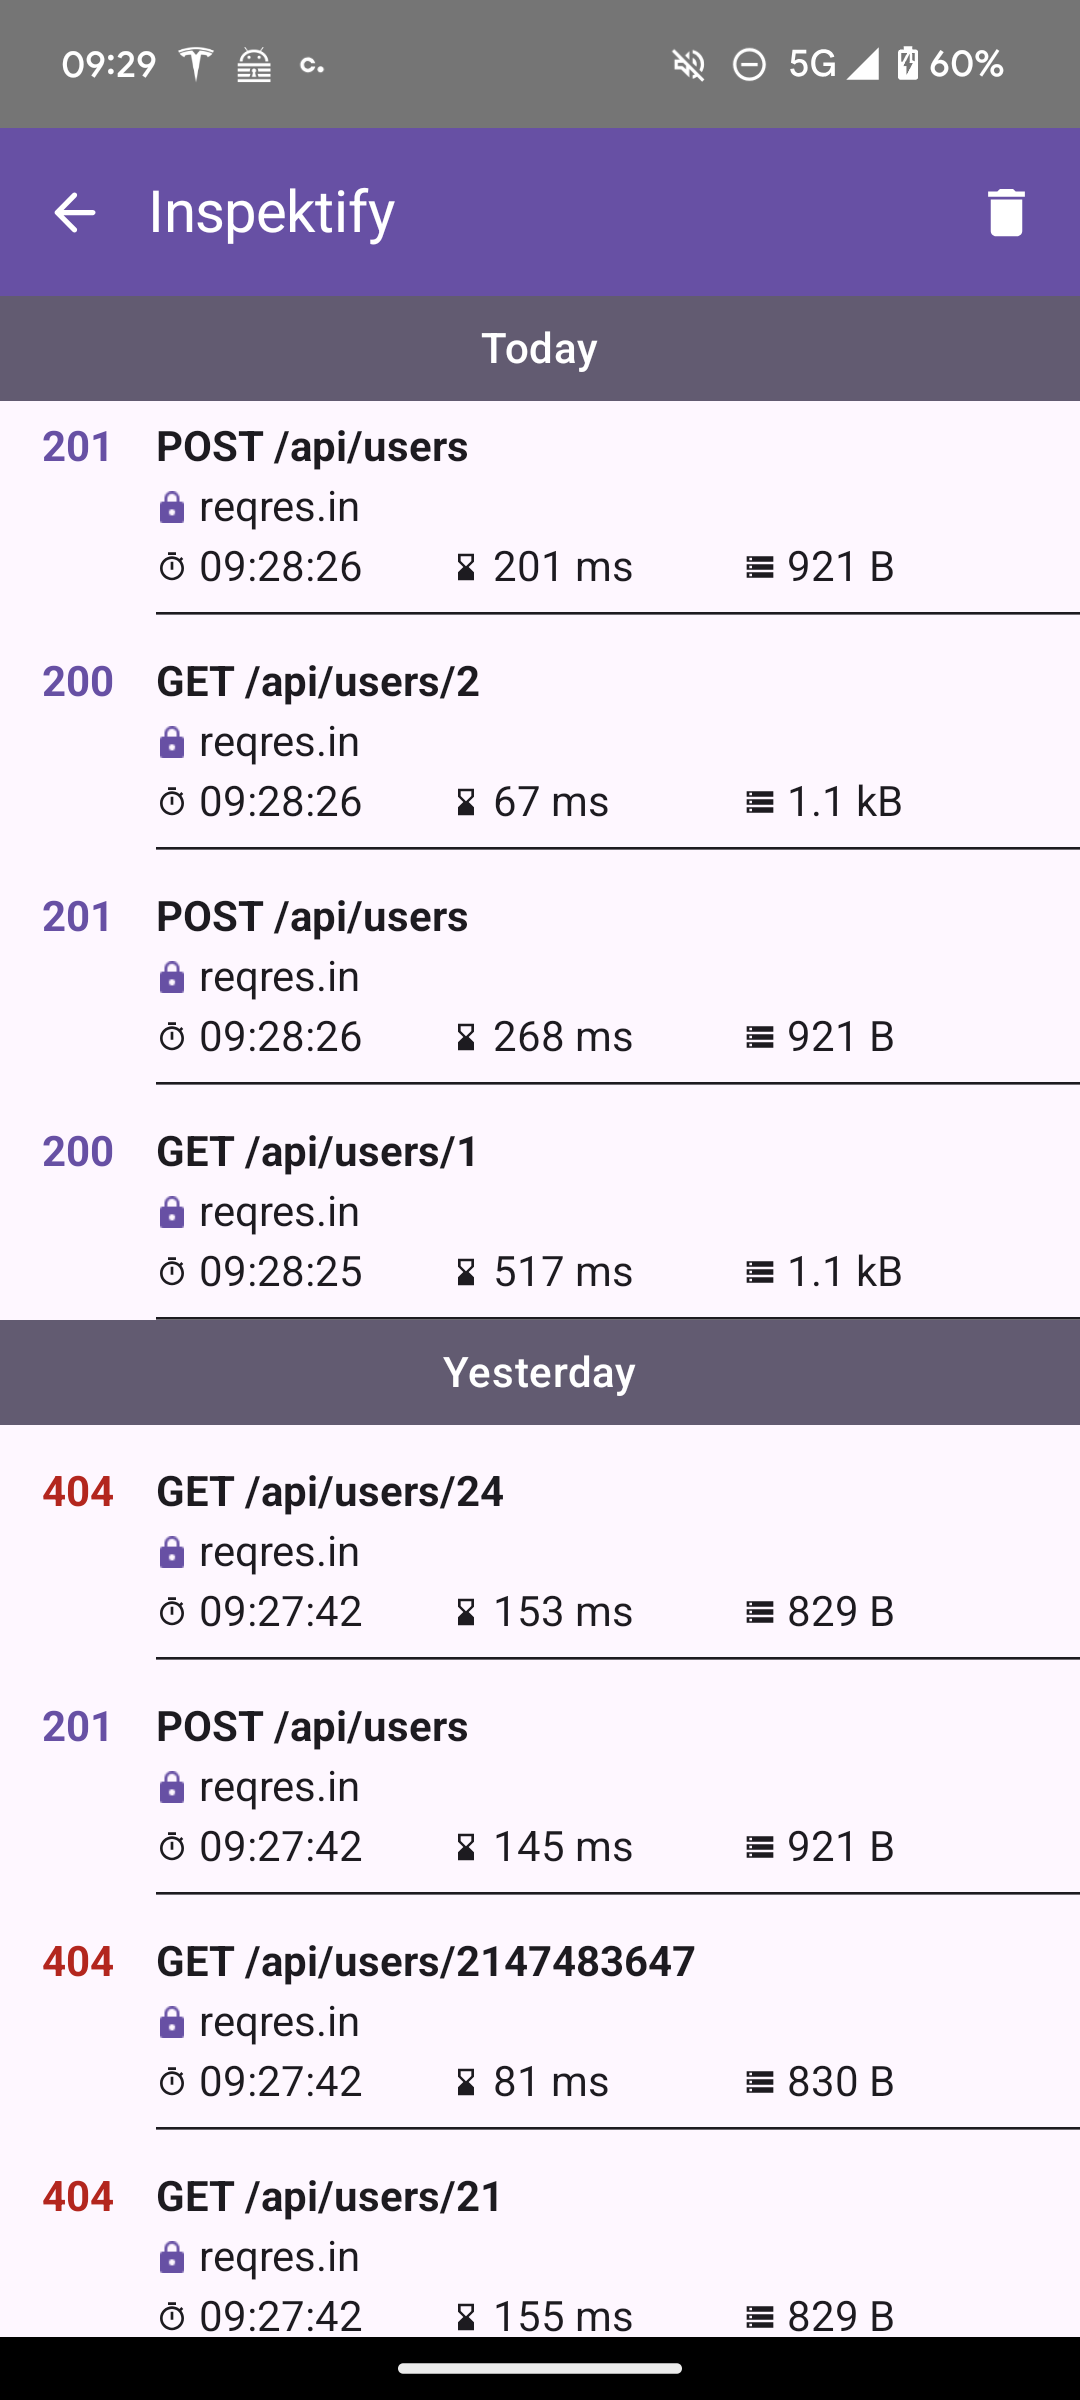 09:29 c. 5G 60%
Inspektify
Today
201 POST /api/users
reqres.in
09:28:26 201 ms 921 B
200 GET /api/users/2
reqres.in
09:28:26 67 ms 1.1 kB
201 POST /api/users
reqres.in
09:28:26 268 ms 921 B
200 GET /api/users/1
reqres.in
09:28:25 517 ms 1.1 kB
Yesterday
404 GET /api/users/24
reqres.in
09:27:42 153 ms 829 B
201 POST /api/users
reqres.in
09:27:42 145 ms 921 B
404 GET /api/users/2147483647
reqres.in
09:27:42 81 ms 830 B
404 GET /api/users/21
reqres.in
09:27:42 155 ms 829 B